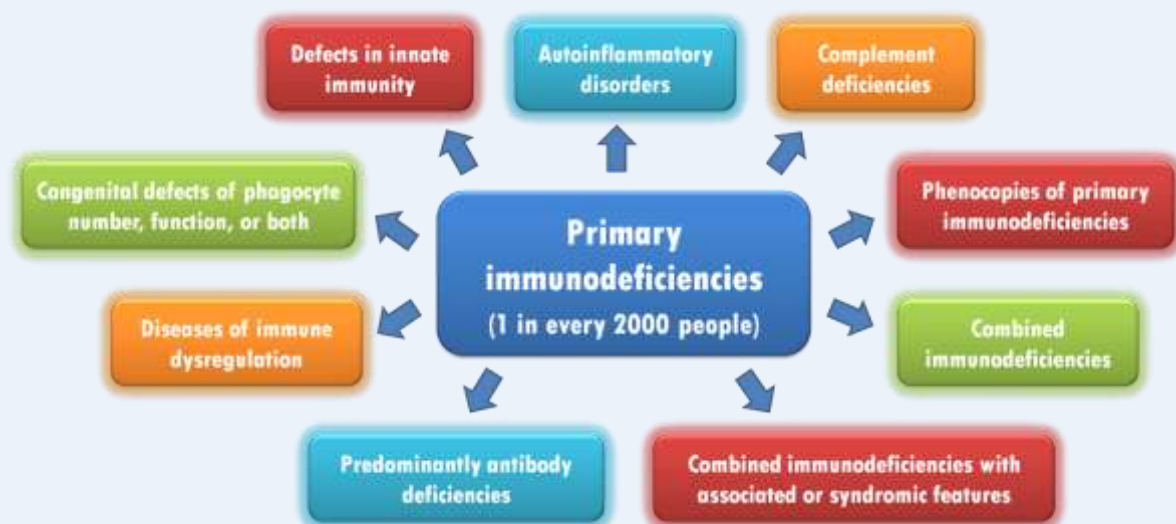 Defects in innate
immunity
Autoinflammatory
disorders
Complement
deficiencies
Congenital defects of phagocyte
number, function, or both
Phenocopies of primary
immunodeficiencies
Primary
immunodeficiencies
(1 in every 2000 people)
Diseases of immune
dysregulation
Combined
immunodeficiencies
Predominantly antibody
deficiencies
Combined immunodeficiencies with
associated or syndromic features